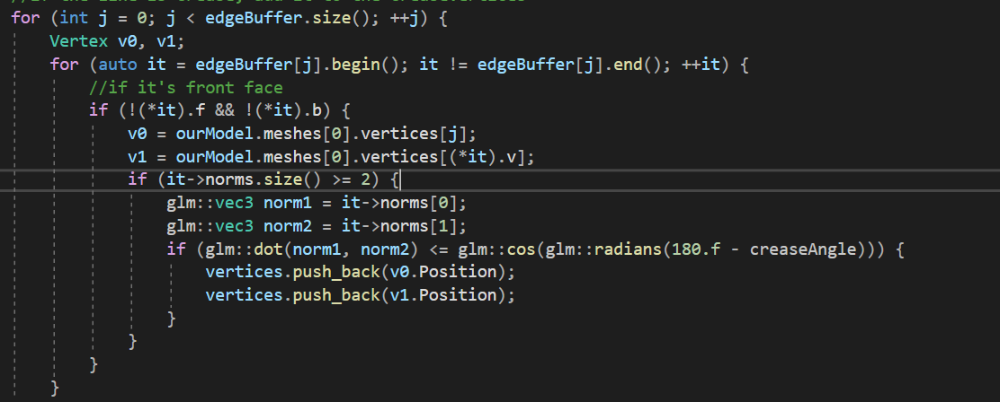 for (int j = 0; j < edgeBuffer.size(); ++j) {
Vertex v0, v1;
for (auto it = edgeBuffer[j].begin(); it != edgeBuffer[j].end(); ++it) {
//if it's front face
if (!(*it).f && !(*it).b) {
v0 = ourModel.meshes[0].vertices[j];
v1 = ourModel.meshes[0].vertices[(*it).v];
if (it->norms.size() >= 2) {
glm::vec3 norm1 = it->norms[0];
glm::vec3 norm2 = it->norms[1];
if (glm::dot(norm1, norm2) <= glm::cos(glm::radians(180.f - creaseAngle))) {
vertices.push_back(v0.Position);
vertices.push_back(v1.Position);
}
}
}
}